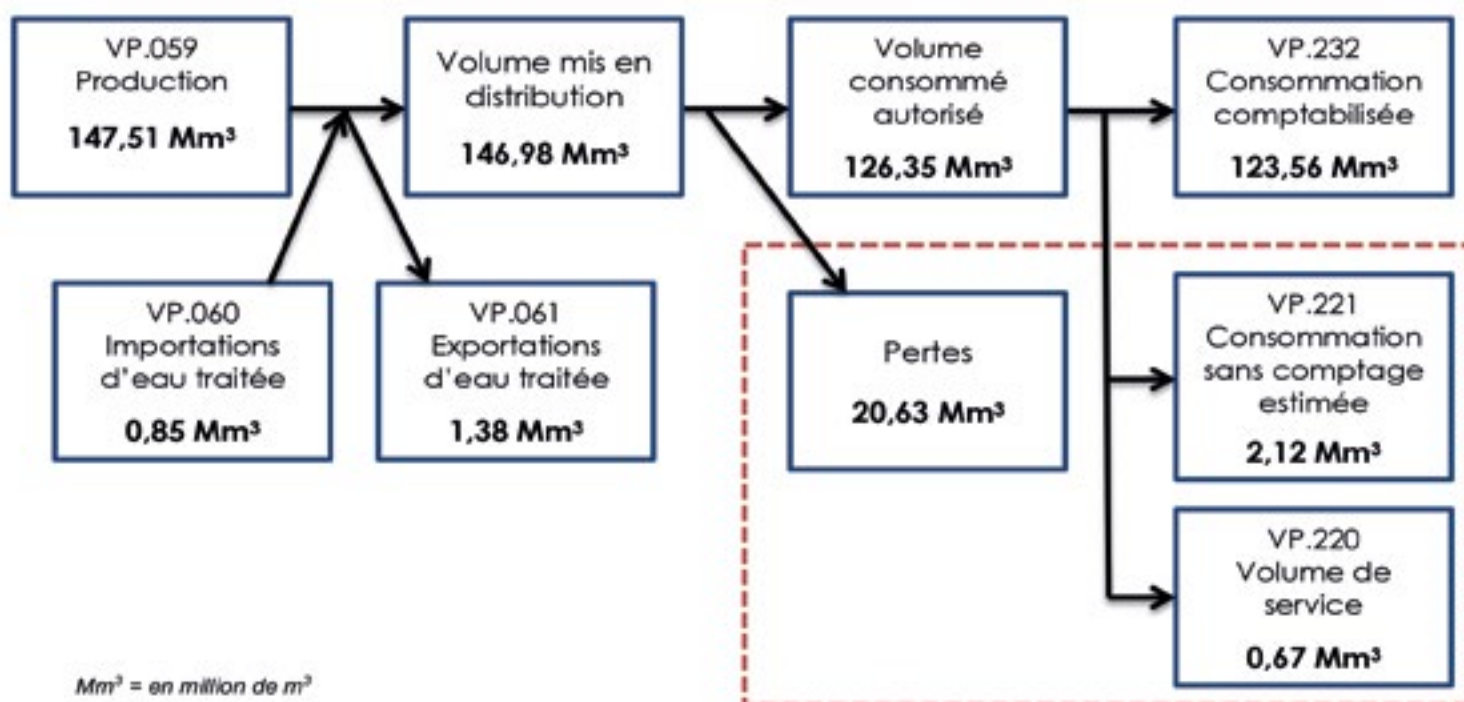 VP.059
Production
147,51 Mm³
Volume mis en
distribution
146,98 Mm³
Volume
consommé
autorisé
126,35 Mm³
VP.232
Consommation
comptabilisée
123,56 Mm³
VP.060
Importations
d'eau traitée
0,85 Mm³
VP.061
Exportations
d'eau traitée
1,38 Mm³
Pertes
20,63 Mm³
VP.221
Consommation
sans comptage
estimée
2,12 Mm³
VP.220
Volume de
service
0,67 Mm³
Mm³ = en million de m³